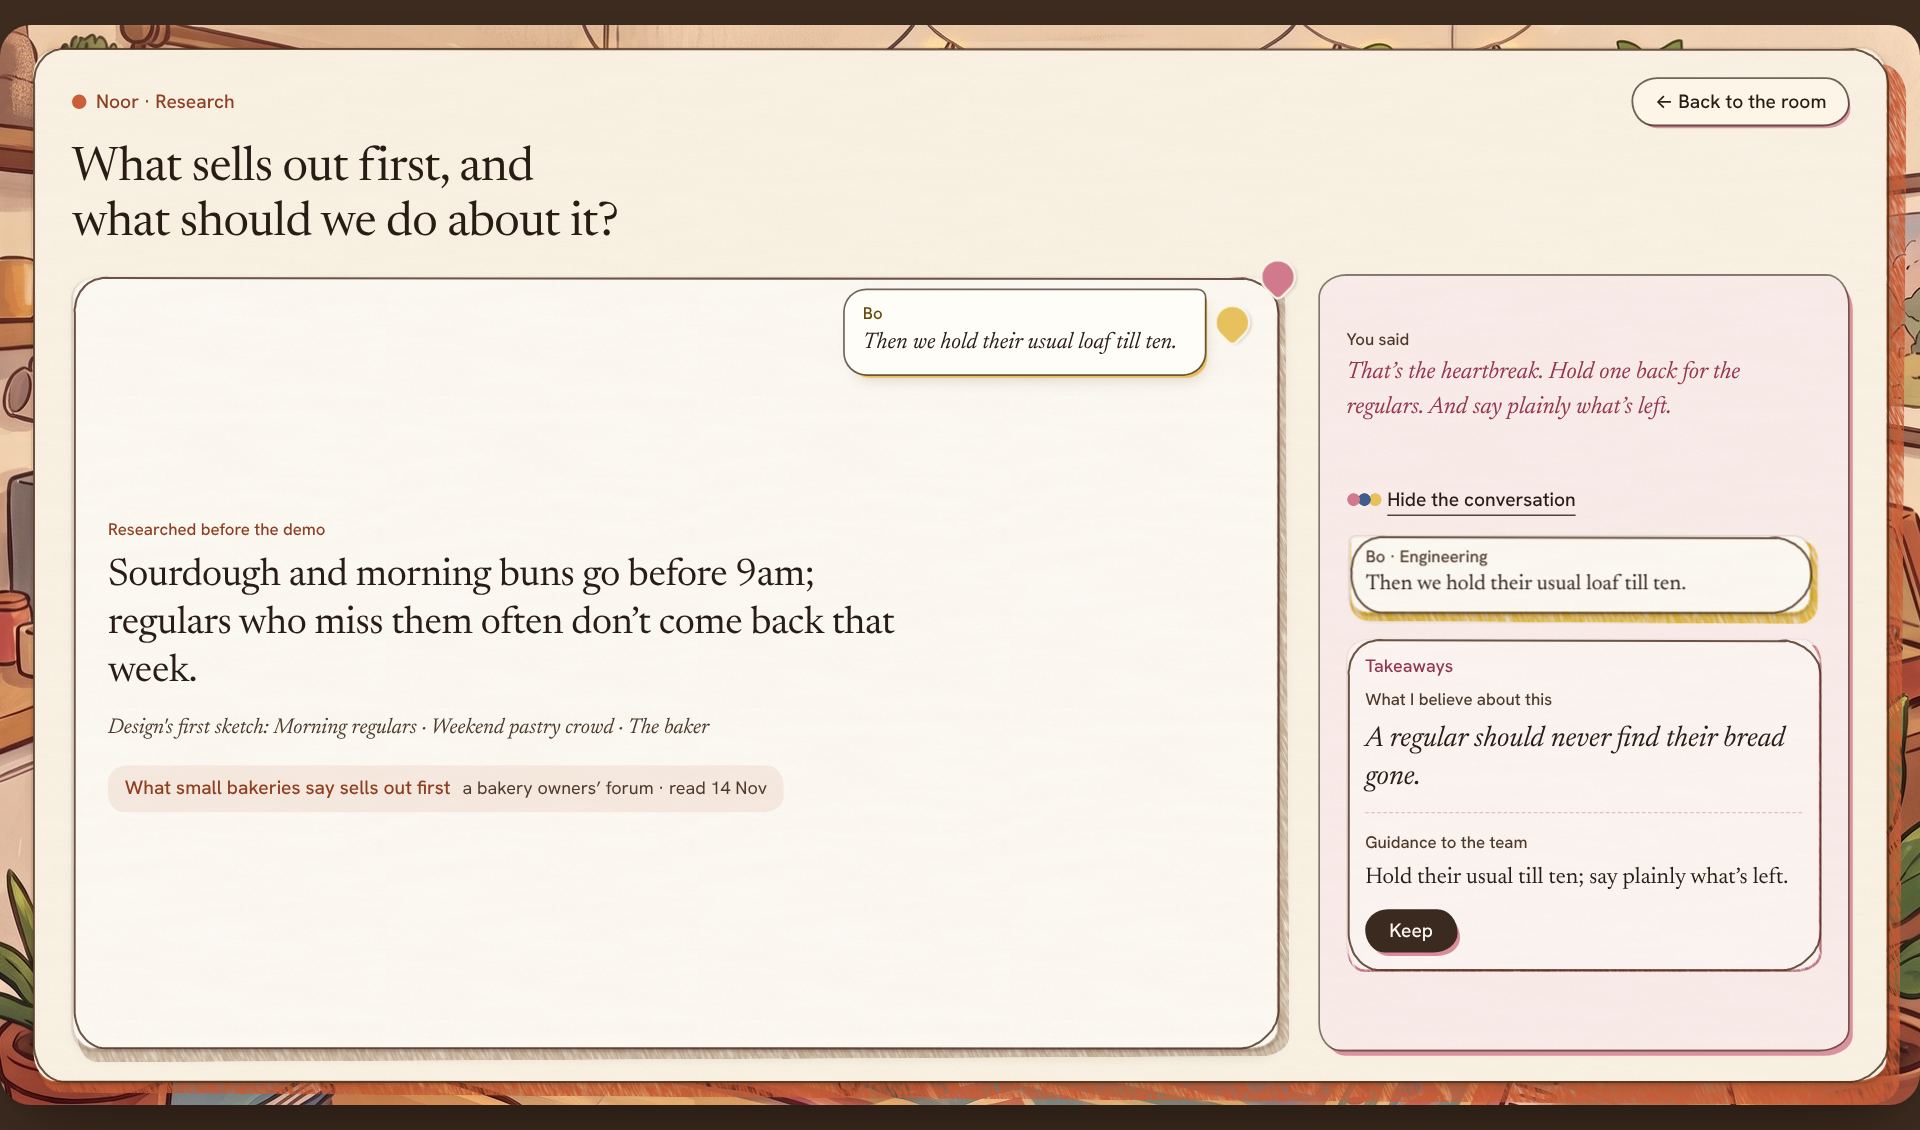 Noor · Research
← Back to the room
What sells out first, and
what should we do about it?
Bo
Then we hold their usual loaf till ten.
Researched before the demo
Sourdough and morning buns go before 9am;
regulars who miss them often don’t come back that
week.
Design's first sketch: Morning regulars · Weekend pastry crowd · The baker
What small bakeries say sells out first a bakery owners’ forum · read 14 Nov
You said
That’s the heartbreak. Hold one back for the
regulars. And say plainly what’s left.
Hide the conversation
Bo · Engineering
Then we hold their usual loaf till ten.
Takeaways
What I believe about this
A regular should never find their bread
gone.
Guidance to the team
Hold their usual till ten; say plainly what’s left.
Keep